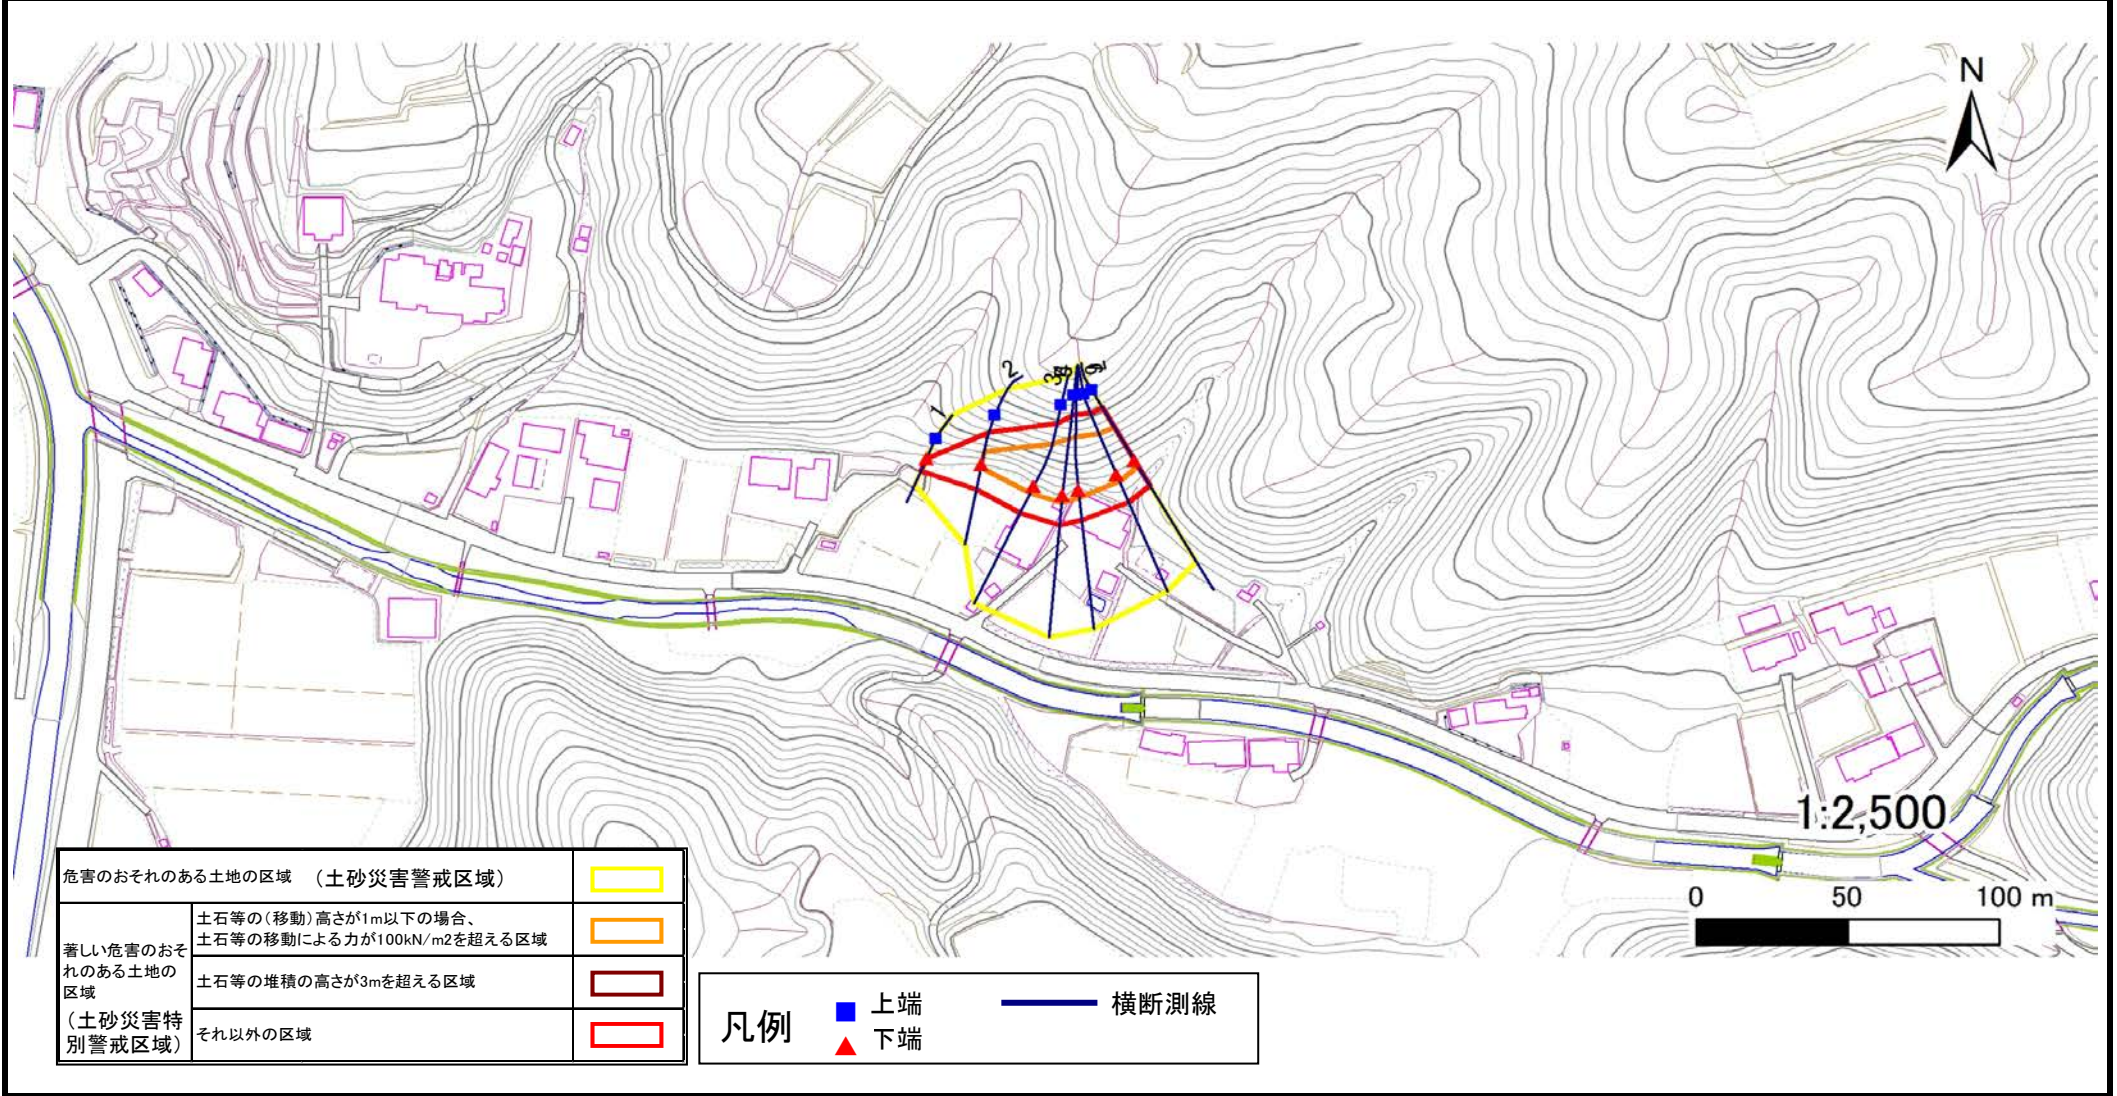 N
1
2
3
1:2,500
0 50 100 m
危害のおそれのある土地の区域 (土砂災害警戒区域)
著しい危害のおそ
れのある土地の
区域
(土砂災害特
別警戒区域)
土石等の(移動)高さが1m以下の場合、
土石等の移動による力が100kN/m2を超える区域
土石等の堆積の高さが3mを超える区域
それ以外の区域
凡例
上端
下端
横断測線